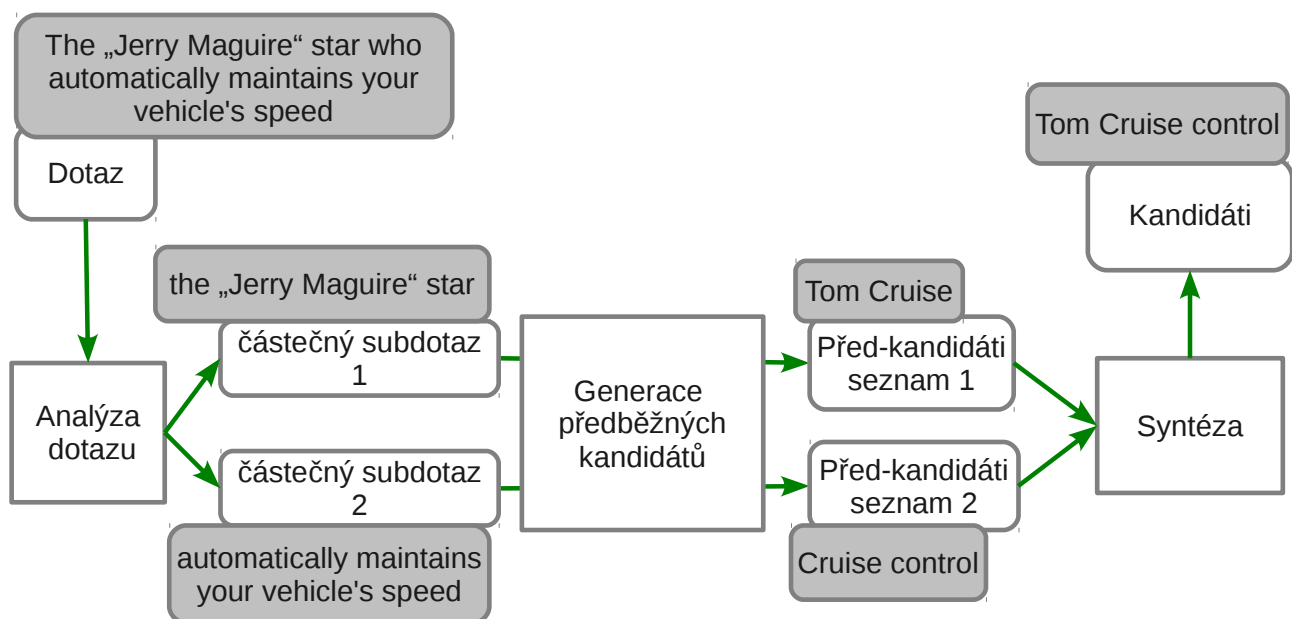 The „Jerry Maguire“ star who
automatically maintains your
vehicle's speed
Dotaz
Tom Cruise control
Kandidáti
the „Jerry Maguire“ star
částečný subdotaz
1
Tom Cruise
Před-kandidáti
seznam 1
Analýza
dotazu
Generace
předběžných
kandidátů
Syntéza
částečný subdotaz
2
automatically maintains
your vehicle's speed
Před-kandidáti
seznam 2
Cruise control